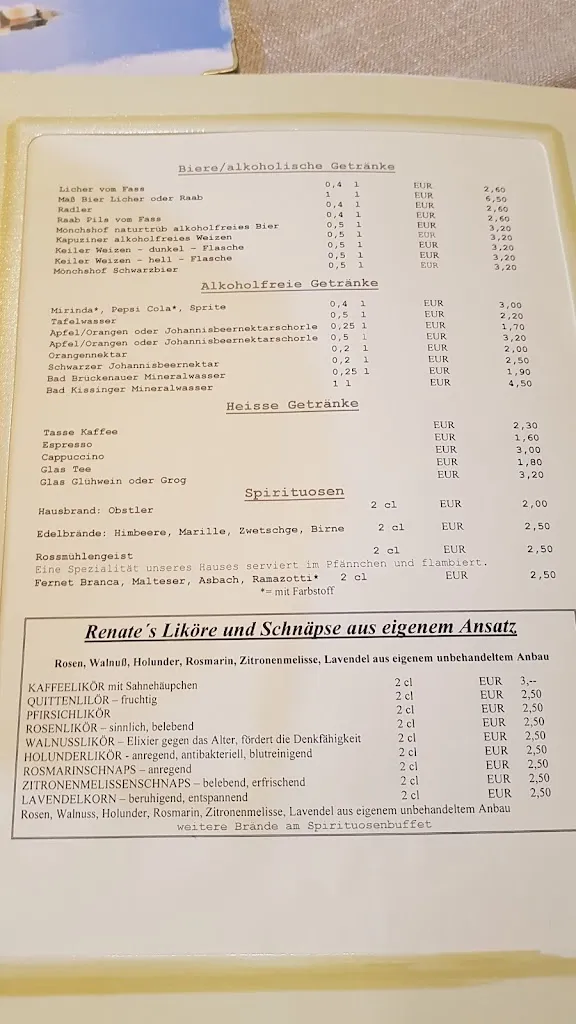 Biere/alkoholische Getränke
Licher vom Fass 0,4 l EUR 2,60
Maß Bier Licher oder Raab 1 l EUR 6,50
Radler 0,4 l EUR 2,60
Raab Pils vom Fass 0,4 l EUR 2,60
Mönchshof naturtrüb alkoholfreies Bier 0,5 l EUR 3,20
Kapuziner alkoholfreies Weizen 0,5 l EUR 3,20
Keiler Weizen - dunkel - Flasche 0,5 l EUR 3,20
Keiler Weizen - hell - Flasche 0,5 l EUR 3,20
Mönchshof Schwarzbier 0,5 l EUR 3,20
Alkoholfreie Getränke
Mirinda*, Pepsi Cola*, Sprite 0,4 l EUR 3,00
Tafelwasser 0,5 l EUR 2,20
Apfel/Orangen oder Johannisbeernektarschorle 0,25 l EUR 1,70
Apfel/Orangen oder Johannisbeernektarschorle 0,5 l EUR 3,20
Orangennektar 0,2 l EUR 2,00
Schwarzer Johannisbeernektar 0,2 l EUR 2,50
Bad Brückenauer Mineralwasser 0,25 l EUR 1,90
Bad Kissinger Mineralwasser 1 l EUR 4,50
Heisse Getränke
Tasse Kaffee EUR 2,30
Espresso EUR 1,60
Cappuccino EUR 3,00
Glas Tee EUR 1,80
Glas Glühwein oder Grog EUR 3,20
Spirituosen
Hausbrand: Obstler 2 cl EUR 2,00
Edelbrände: Himbeere, Marille, Zwetschge, Birne 2 cl EUR 2,50
Rossmühlengeist 2 cl EUR 2,50
Eine Spezialität unseres Hauses serviert im Pfännchen und flambiert.
Fernet Branca, Malteser, Asbach, Ramazotti* 2 cl EUR 2,50
*= mit Farbstoff
Renate´s Liköre und Schnäpse aus eigenem Ansatz
Rosen, Walnuß, Holunder, Rosmarin, Zitronenmelisse, Lavendel aus eigenem unbehandeltem Anbau
KAFFEELIKÖR mit Sahnehäupchen 2 cl EUR 3,--
QUITTENLILÖR – fruchtig 2 cl EUR 2,50
PFIRSICHLIKÖR 2 cl EUR 2,50
ROSENLIKÖR – sinnlich, belebend 2 cl EUR 2,50
WALNUSSLIKÖR – Elixier gegen das Alter, fördert die Denkfähigkeit 2 cl EUR 2,50
HOLUNDERLIKÖR - anregend, antibakteriell, blutreinigend 2 cl EUR 2,50
ROSMARINSCHNAPS – anregend 2 cl EUR 2,50
ZITRONENMELISSENSCHNAPS – belebend, erfrischend 2 cl EUR 2,50
LAVENDELKORN – beruhigend, entspannend 2 cl EUR 2,50
Rosen, Walnuss, Holunder, Rosmarin, Zitronenmelisse, Lavendel aus eigenem unbehandeltem Anbau
weitere Brände am Spirituosenbuffet